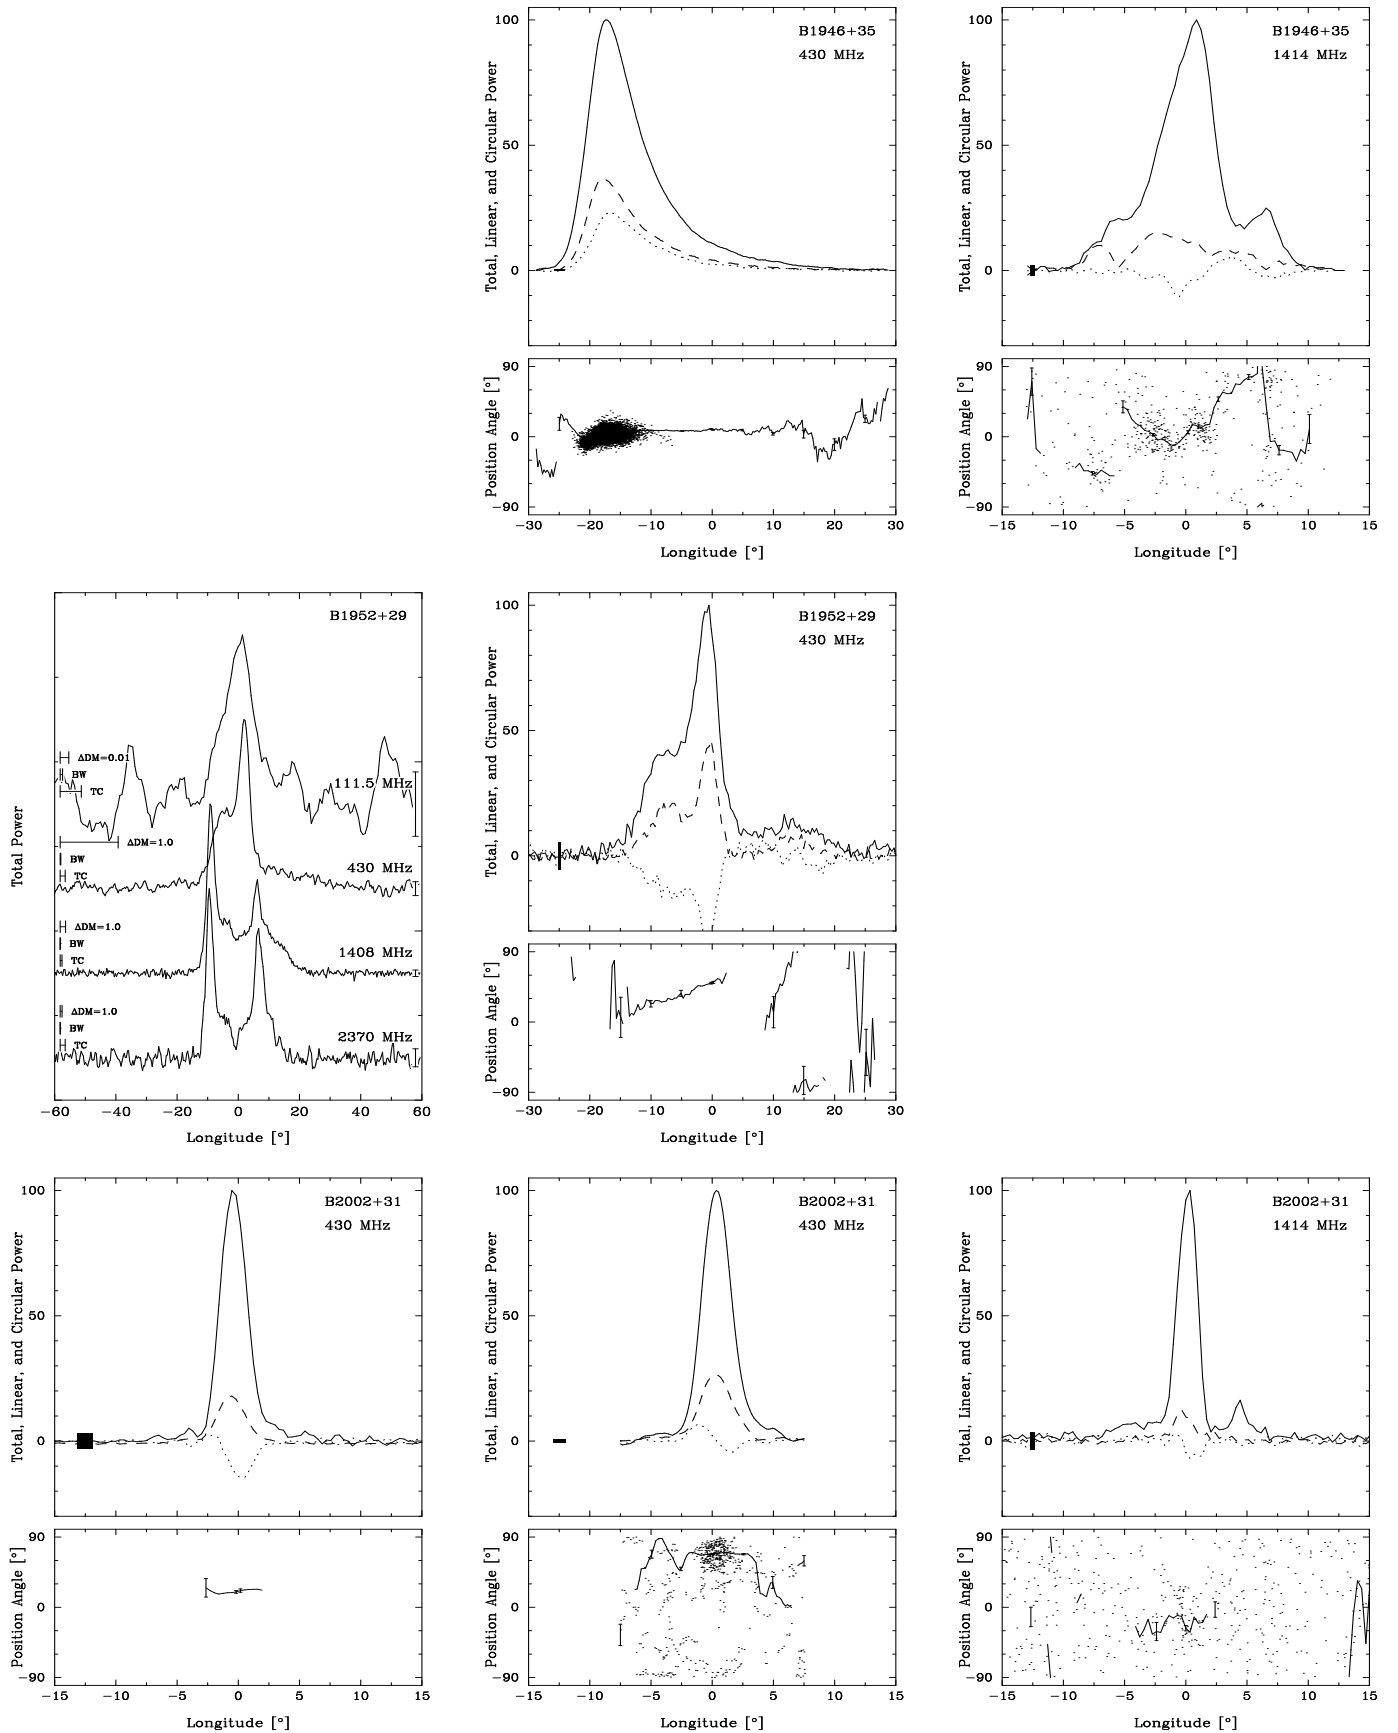 B1946+35
430 MHz
Total, Linear, and Circular Power
100
50
0
Position Angle [°]
90
0
−90
−30 −20 −10 0 10 20 30
Longitude [°]
B1946+35
1414 MHz
Total, Linear, and Circular Power
100
50
0
Position Angle [°]
90
0
−90
−15 −10 −5 0 5 10 15
Longitude [°]
B1952+29
Total Power
ΔDM=0.01
BW
TC
111.5 MHz
ΔDM=1.0
BW
TC
430 MHz
ΔDM=1.0
BW
TC
1408 MHz
ΔDM=1.0
BW
TC
2370 MHz
−60 −40 −20 0 20 40 60
Longitude [°]
B1952+29
430 MHz
Total, Linear, and Circular Power
100
50
0
Position Angle [°]
90
0
−90
−30 −20 −10 0 10 20 30
Longitude [°]
B2002+31
430 MHz
Total, Linear, and Circular Power
100
50
0
Position Angle [°]
90
0
−90
−15 −10 −5 0 5 10 15
Longitude [°]
B2002+31
430 MHz
Total, Linear, and Circular Power
100
50
0
Position Angle [°]
90
0
−90
−15 −10 −5 0 5 10 15
Longitude [°]
B2002+31
1414 MHz
Total, Linear, and Circular Power
100
50
0
Position Angle [°]
90
0
−90
−15 −10 −5 0 5 10 15
Longitude [°]